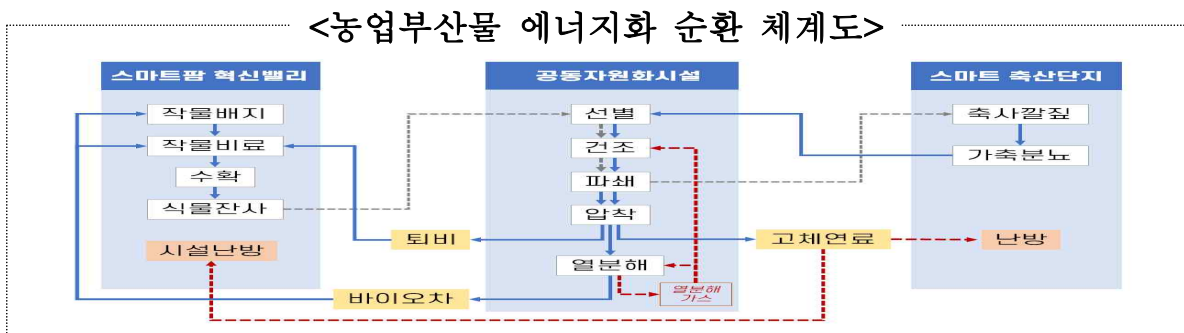 <농업부산물 에너지화 순환 체계도>
스마트팜 혁신밸리
작물배지
작물비료
수확
식물잔사
시설난방
공동자원화시설
선별
건조
파쇄
압착
열분해
열분해
가스
퇴비
바이오차
고체연료
스마트 축산단지
축사깔짚
가축분뇨
난방